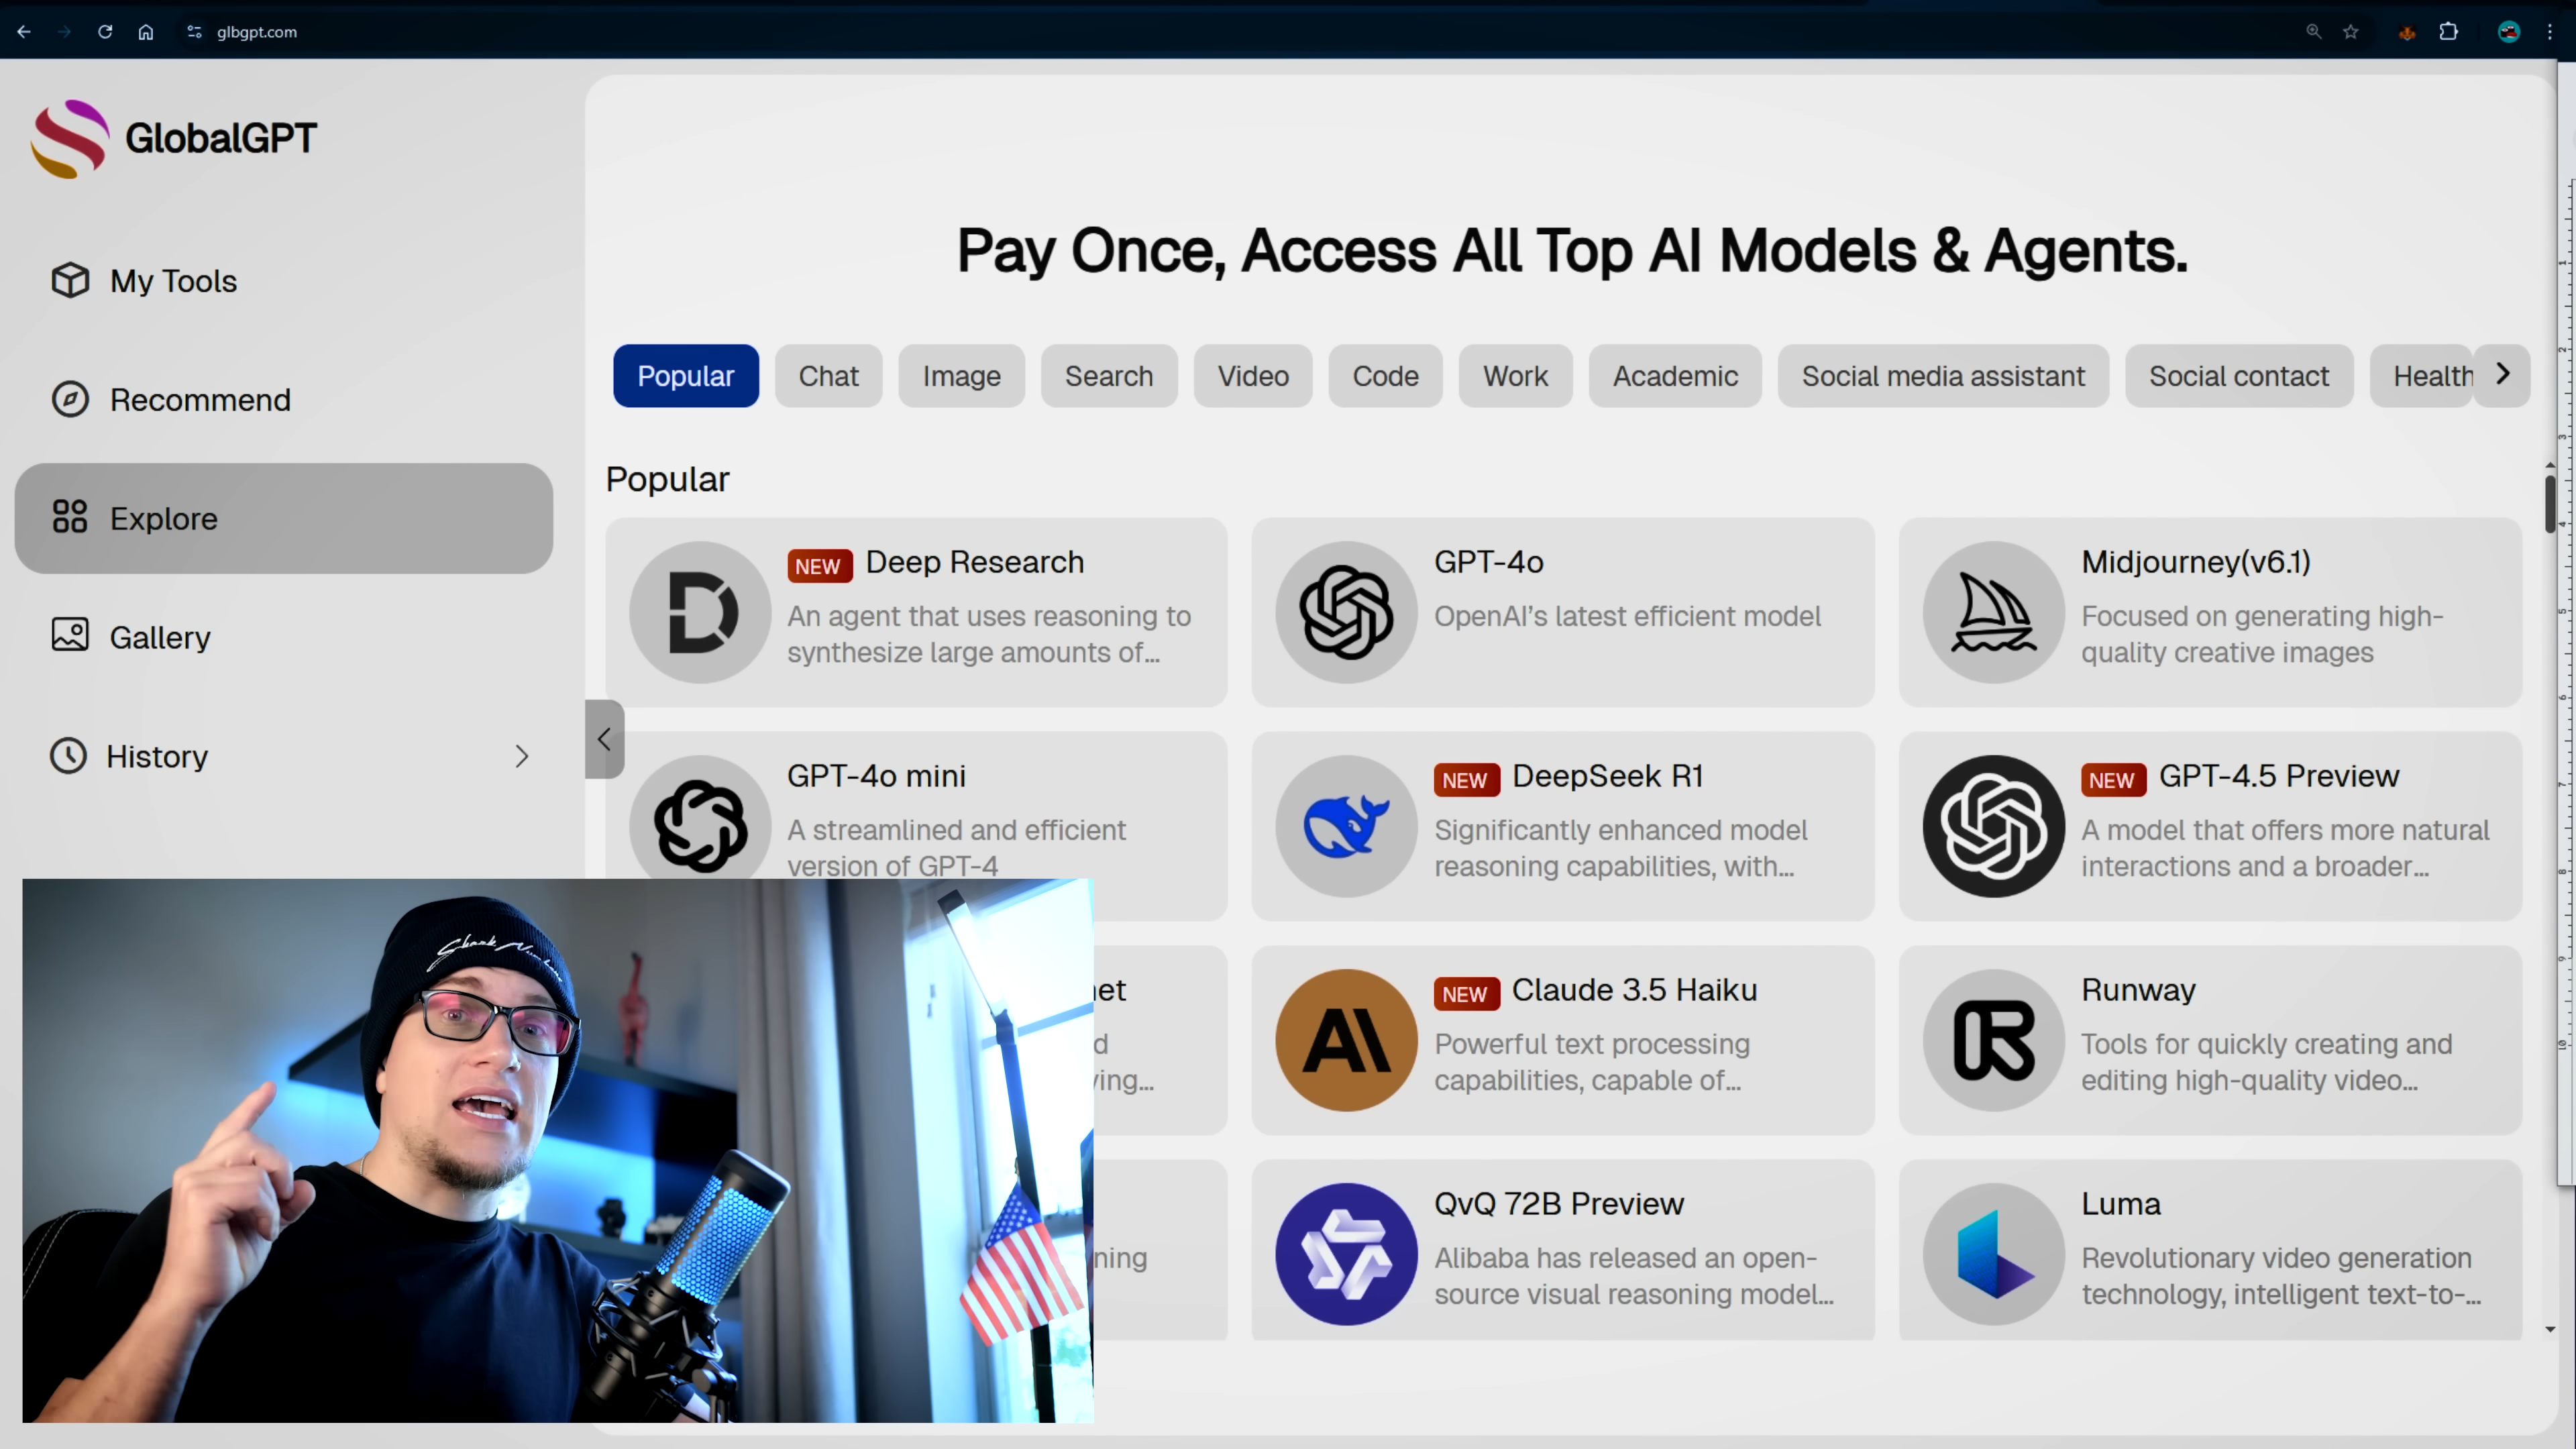 glbgpt.com
GlobalGPT
My Tools
Recommend
Explore
Gallery
History
Pay Once, Access All Top AI Models & Agents.
Popular
Chat
Image
Search
Video
Code
Work
Academic
Social media assistant
Social contact
Health
Popular
NEW Deep Research
An agent that uses reasoning to
synthesize large amounts of...
GPT-4o
OpenAI's latest efficient model
Midjourney(v6.1)
Focused on generating high-
quality creative images
GPT-4o mini
A streamlined and efficient
version of GPT-4
NEW DeepSeek R1
Significantly enhanced model
reasoning capabilities, with...
NEW GPT-4.5 Preview
A model that offers more natural
interactions and a broader...
NEW Claude 3.5 Haiku
Powerful text processing
capabilities, capable of...
Runway
Tools for quickly creating and
editing high-quality video...
QvQ 72B Preview
Alibaba has released an open-
source visual reasoning model...
Luma
Revolutionary video generation
technology, intelligent text-to-...